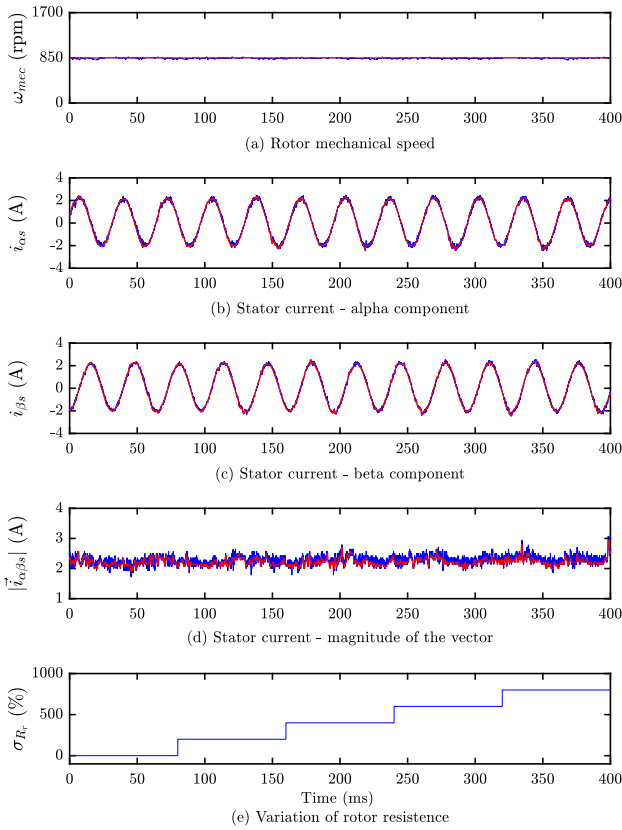 1700
850
0
ω_mec (rpm)
0 50 100 150 200 250 300 350 400
(a) Rotor mechanical speed
4
2
0
-2
-4
i_αs (A)
0 50 100 150 200 250 300 350 400
(b) Stator current - alpha component
4
2
0
-2
-4
i_βs (A)
0 50 100 150 200 250 300 350 400
(c) Stator current - beta component
4
3
2
1
|i⃗_αβs| (A)
0 50 100 150 200 250 300 350 400
(d) Stator current - magnitude of the vector
1000
500
0
σ_R_r (%)
0 50 100 150 200 250 300 350 400
Time (ms)
(e) Variation of rotor resistence